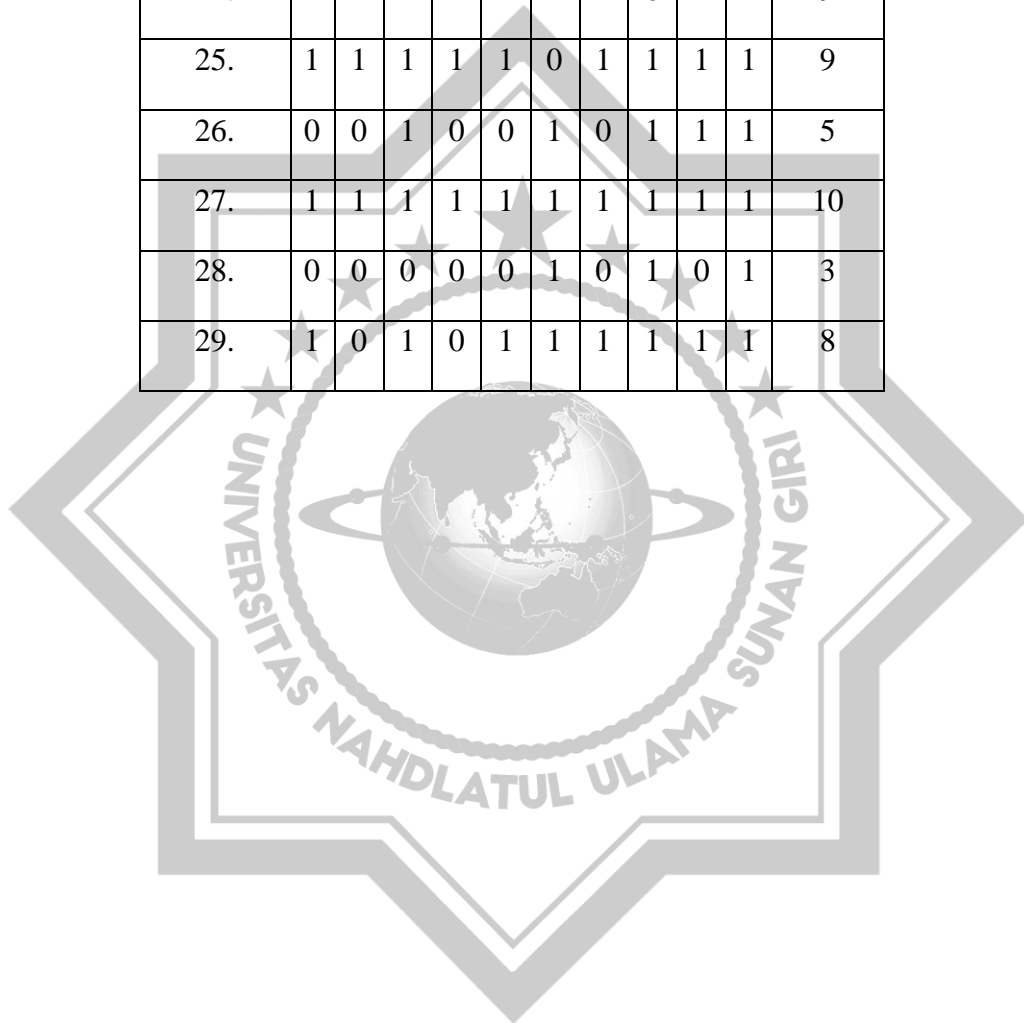 25. 1 1 1 1 1 0 1 1 1 1 9
26. 0 0 1 0 0 1 0 1 1 1 5
27. 1 1 1 1 1 1 1 1 1 1 10
28. 0 0 0 0 0 1 0 1 0 1 3
29. 1 0 1 0 1 1 1 1 1 1 8
UNIVERSITAS NAHDLATUL ULAMA SUNAN GIRI